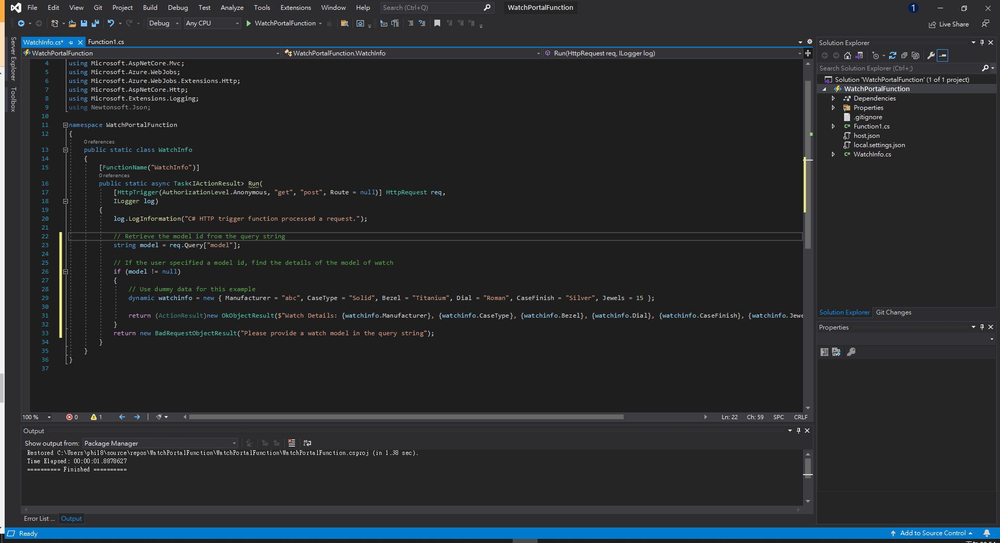 File Edit View Git Project Build Debug Test Analyze Tools Extensions Window Help Search (Ctrl+Q) WatchPortalFunction 1
Debug Any CPU WatchPortalFunction Live Share
Server Explorer
Toolbox
WatchInfo.cs* Function1.cs
WatchPortalFunction WatchPortalFunction.WatchInfo Run(HttpRequest req, ILogger log)
4 using Microsoft.AspNetCore.Mvc;
5 using Microsoft.Azure.WebJobs;
6 using Microsoft.Azure.WebJobs.Extensions.Http;
7 using Microsoft.AspNetCore.Http;
8 using Microsoft.Extensions.Logging;
9 using Newtonsoft.Json;
10
11 namespace WatchPortalFunction
12 {
0 references
13 public static class WatchInfo
14 {
15 [FunctionName("WatchInfo")]
0 references
16 public static async Task<IActionResult> Run(
17 [HttpTrigger(AuthorizationLevel.Anonymous, "get", "post", Route = null)] HttpRequest req,
18 ILogger log)
19 {
20 log.LogInformation("C# HTTP trigger function processed a request.");
21
22 // Retrieve the model id from the query string
23 string model = req.Query["model"];
24
25 // If the user specified a model id, find the details of the model of watch
26 if (model != null)
27 {
28 // Use dummy data for this example
29 dynamic watchinfo = new { Manufacturer = "abc", CaseType = "Solid", Bezel = "Titanium", Dial = "Roman", CaseFinish = "Silver", Jewels = 15 };
30
31 return (ActionResult)new OkObjectResult($"Watch Details: {watchinfo.Manufacturer}, {watchinfo.CaseType}, {watchinfo.Bezel}, {watchinfo.Dial}, {watchinfo.CaseFinish}, {watchinfo.Jewe
32 }
33 return new BadRequestObjectResult("Please provide a watch model in the query string");
34 }
35 }
36 }
37
100 % 0 1 Ln: 22 Ch: 59 SPC CRLF
Output
Show output from: Package Manager
Restored C:\Users\phil8\source\repos\WatchPortalFunction\WatchPortalFunction\WatchPortalFunction.csproj (in 1.38 sec).
Time Elapsed: 00:00:01.8878627
========== Finished ==========
Error List ... Output
Solution Explorer
Search Solution Explorer (Ctrl+;)
Solution 'WatchPortalFunction' (1 of 1 project)
WatchPortalFunction
Dependencies
Properties
.gitignore
C# Function1.cs
host.json
local.settings.json
C# WatchInfo.cs
Solution Explorer Git Changes
Properties
Ready Add to Source Control